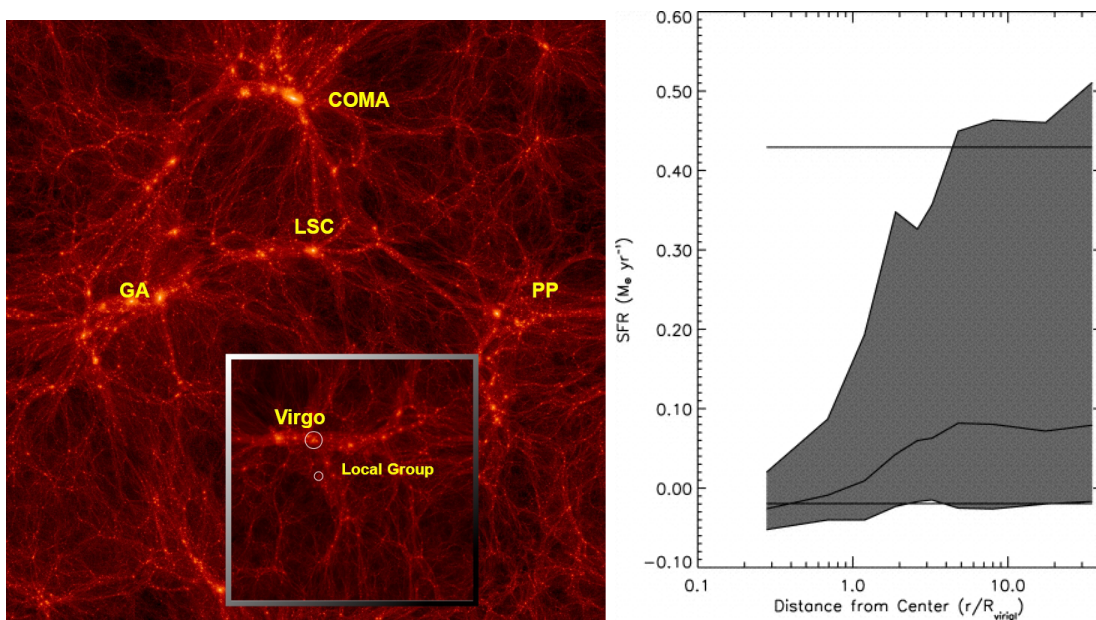 COMA
LSC
GA
PP
Virgo
Local Group
0.60
0.50
0.40
0.30
0.20
0.10
0.00
−0.10
SFR (M⊙ yr⁻¹)
0.1
1.0
10.0
Distance from Center (r/Rvirial)